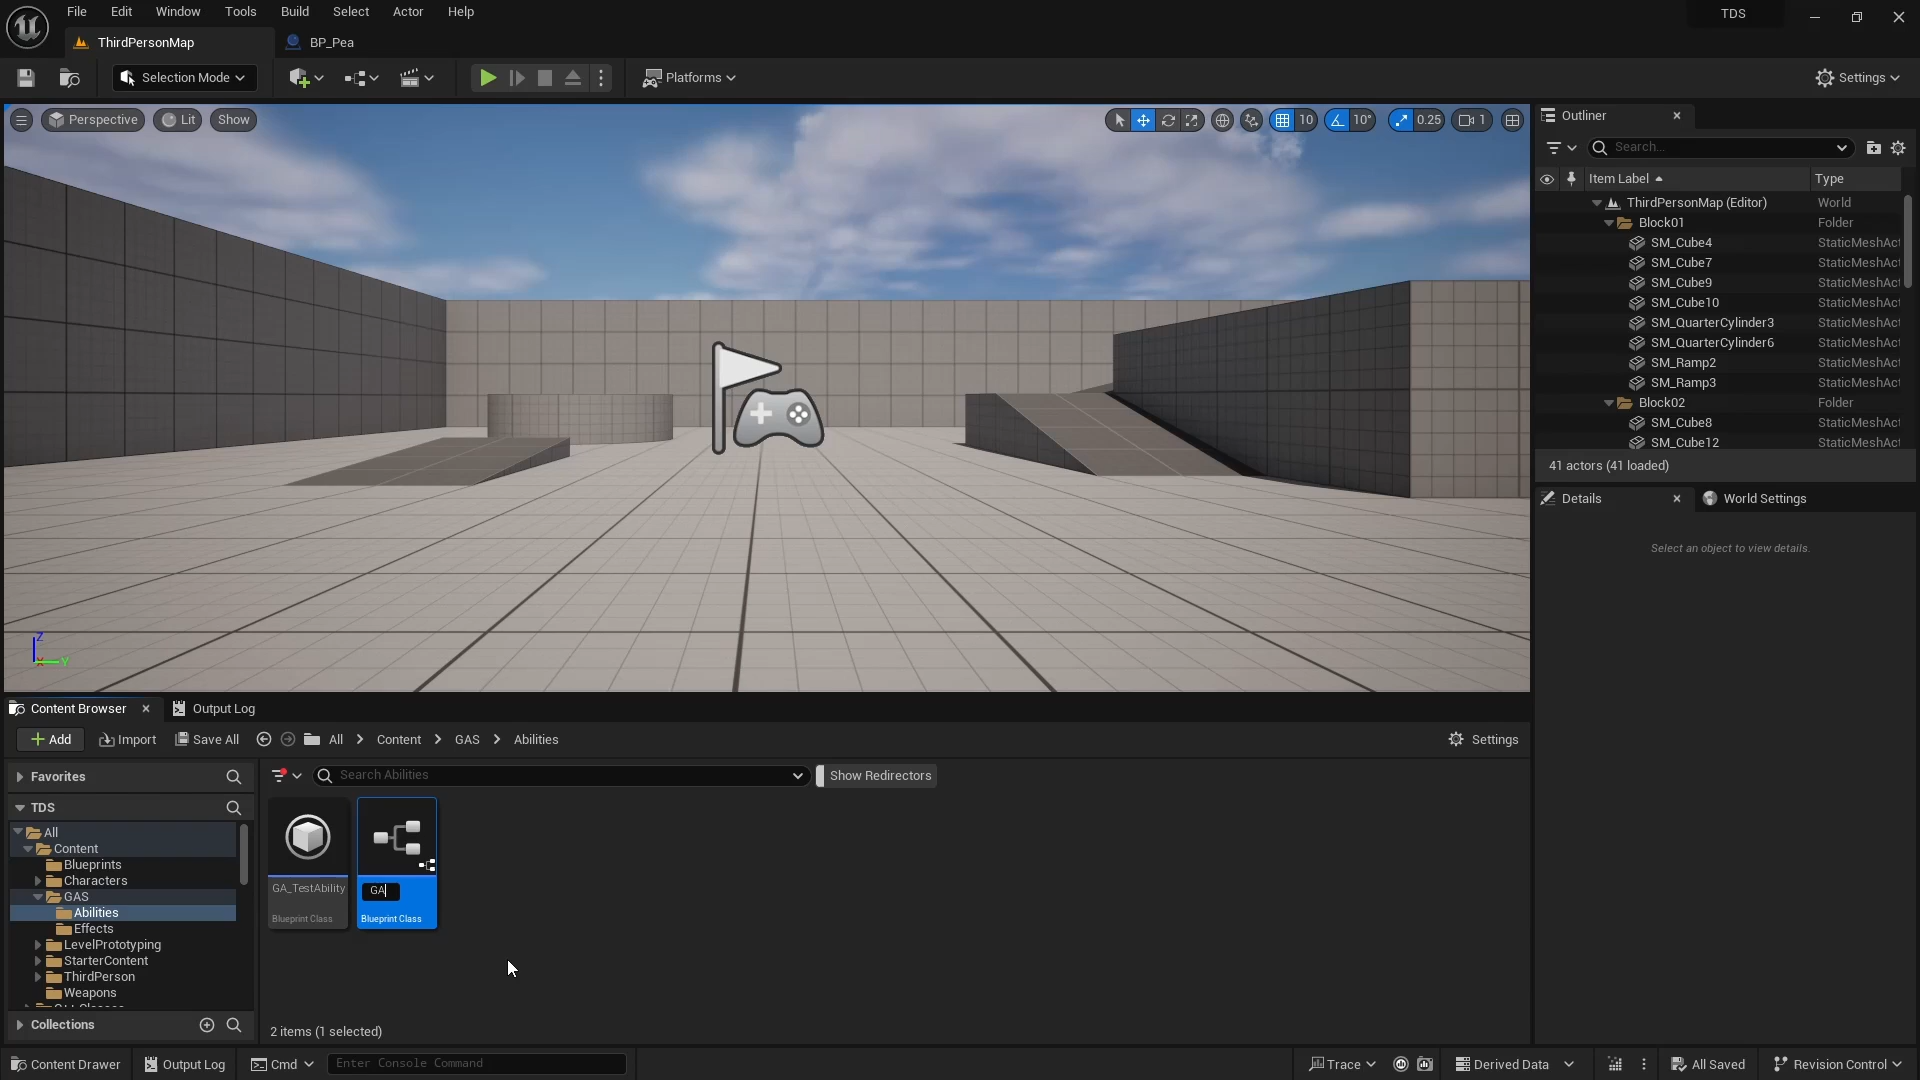 File Edit Window Tools Build Select Actor Help
TDS
ThirdPersonMap
BP_Pea
Selection Mode
Platforms
Settings
Perspective
Lit
Show
10
10°
0.25
1
Outliner
Search...
Item Label
Type
ThirdPersonMap (Editor) World
Block01 Folder
SM_Cube4 StaticMeshAct
SM_Cube7 StaticMeshAct
SM_Cube9 StaticMeshAct
SM_Cube10 StaticMeshAct
SM_QuarterCylinder3 StaticMeshAct
SM_QuarterCylinder6 StaticMeshAct
SM_Ramp2 StaticMeshAct
SM_Ramp3 StaticMeshAct
Block02 Folder
SM_Cube8 StaticMeshAct
SM_Cube12 StaticMeshAct
41 actors (41 loaded)
Details
World Settings
Select an object to view details.
Z
Y
Content Browser
Output Log
Add
Import
Save All
All > Content > GAS > Abilities
Settings
Favorites
Search Abilities
Show Redirectors
TDS
All
Content
Blueprints
Characters
GAS
Abilities
Effects
LevelPrototyping
StarterContent
ThirdPerson
Weapons
Collections
GA_TestAbility
Blueprint Class
GA
Blueprint Class
2 items (1 selected)
Content Drawer
Output Log
Cmd
Enter Console Command
Trace
Derived Data
All Saved
Revision Control